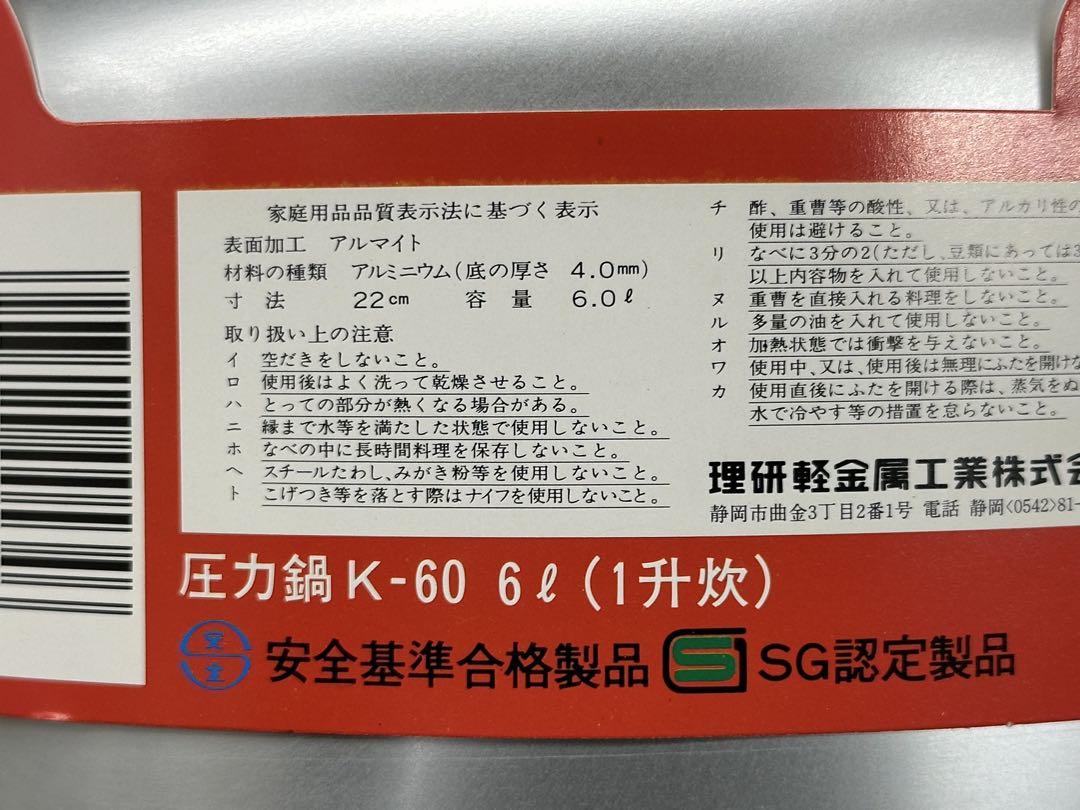 家庭用品品質表示法に基づく表示
表面加工 アルマイト
材料の種類 アルミニウム(底の厚さ 4.0mm)
寸法 22cm 容量 6.0ℓ
取り扱い上の注意
イ 空だきをしないこと。
ロ 使用後はよく洗って乾燥させること。
ハ とっての部分が熱くなる場合がある。
ニ 縁まで水等を満たした状態で使用しないこと。
ホ なべの中に長時間料理を保存しないこと。
ヘ スチールたわし、みがき粉等を使用しないこと。
ト こげつき等を落とす際はナイフを使用しないこと。
チ 酢、重曹等の酸性、又は、アルカリ性の
使用は避けること。
リ なべに3分の2(ただし、豆類にあっては3
以上内容物を入れて使用しないこと。
ヌ 重曹を直接入れる料理をしないこと。
ル 多量の油を入れて使用しないこと。
オ 加熱状態では衝撃を与えないこと。
ワ 使用中、又は、使用後は無理にふたを開けな
カ 使用直後にふたを開ける際は、蒸気をぬ
水で冷やす等の措置を怠らないこと。
理研軽金属工業株式会
静岡市曲金3丁目2番1号 電話 静岡<0542>81-
圧力鍋K-60 6ℓ(1升炊)
安全
安全基準合格製品 SG認定製品